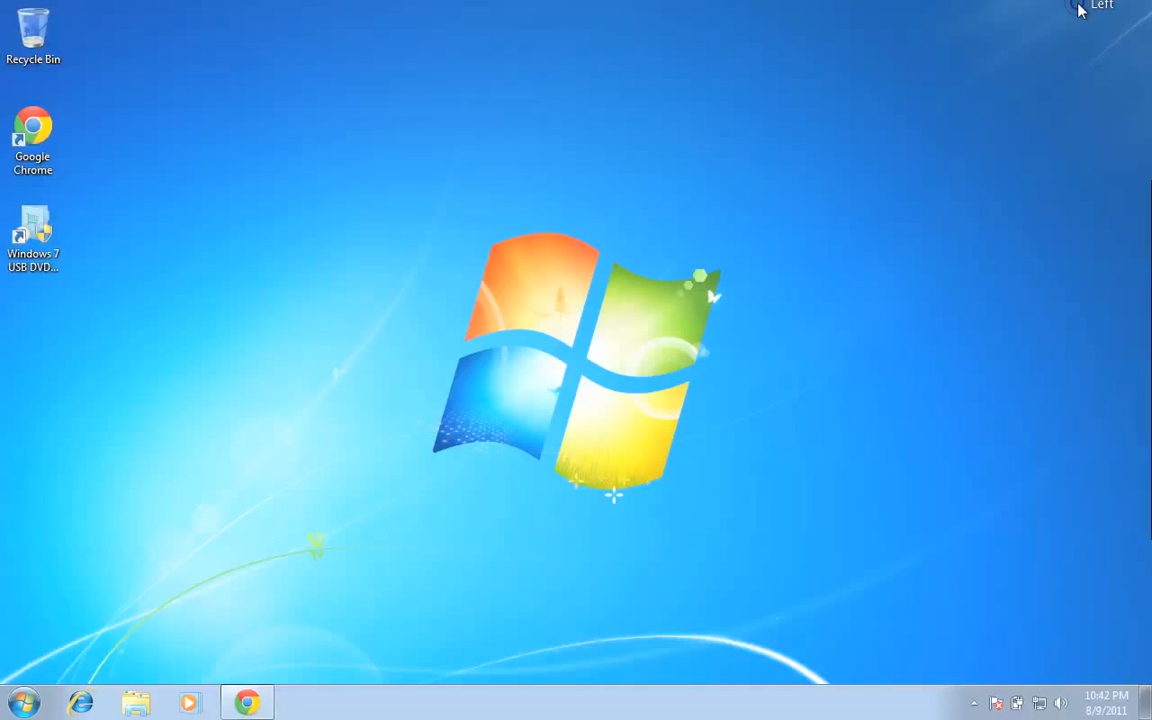 Left
Recycle Bin
Google
Chrome
Windows 7
USB DVD...
10:42 PM
8/9/2011